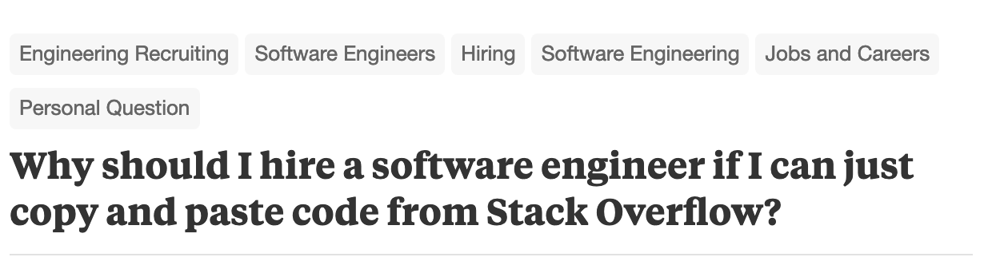 Engineering Recruiting Software Engineers Hiring Software Engineering Jobs and Careers
Personal Question
Why should I hire a software engineer if I can just
copy and paste code from Stack Overflow?